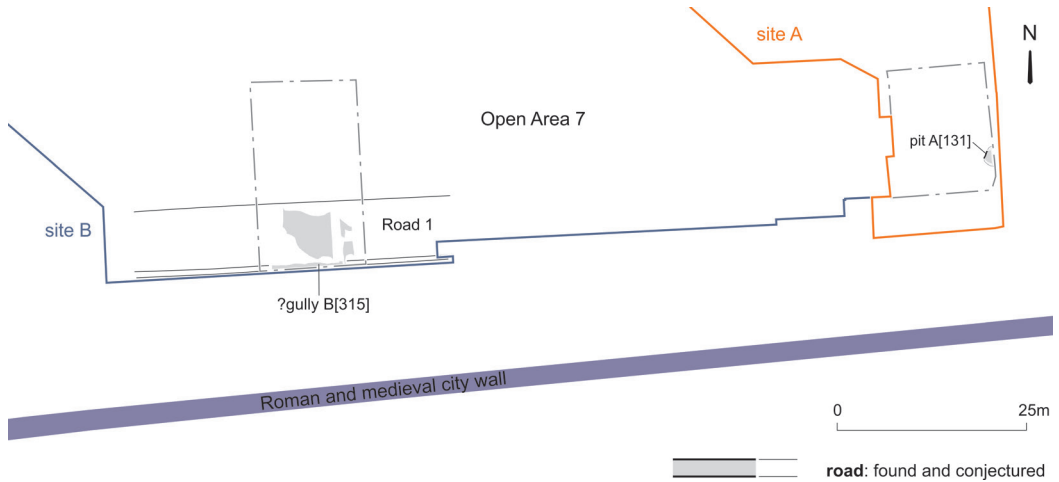 site A
N
Open Area 7
pit A[131]
Road 1
site B
?gully B[315]
Roman and medieval city wall
0 25m
road: found and conjectured